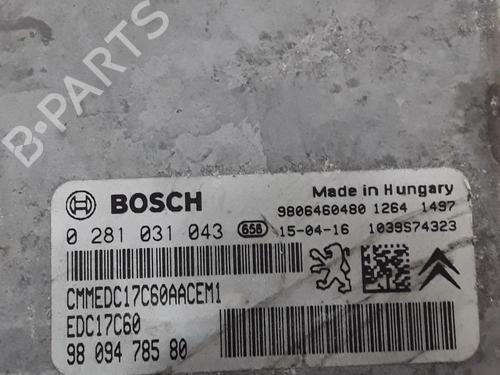 B-PARTS
BOSCH
Made in Hungary
9806460480 1264 1497
0 281 031 043 658 15-04-16 1039S74323
CMMEDC17C60AACEM1
EDC17C60
98 094 785 80